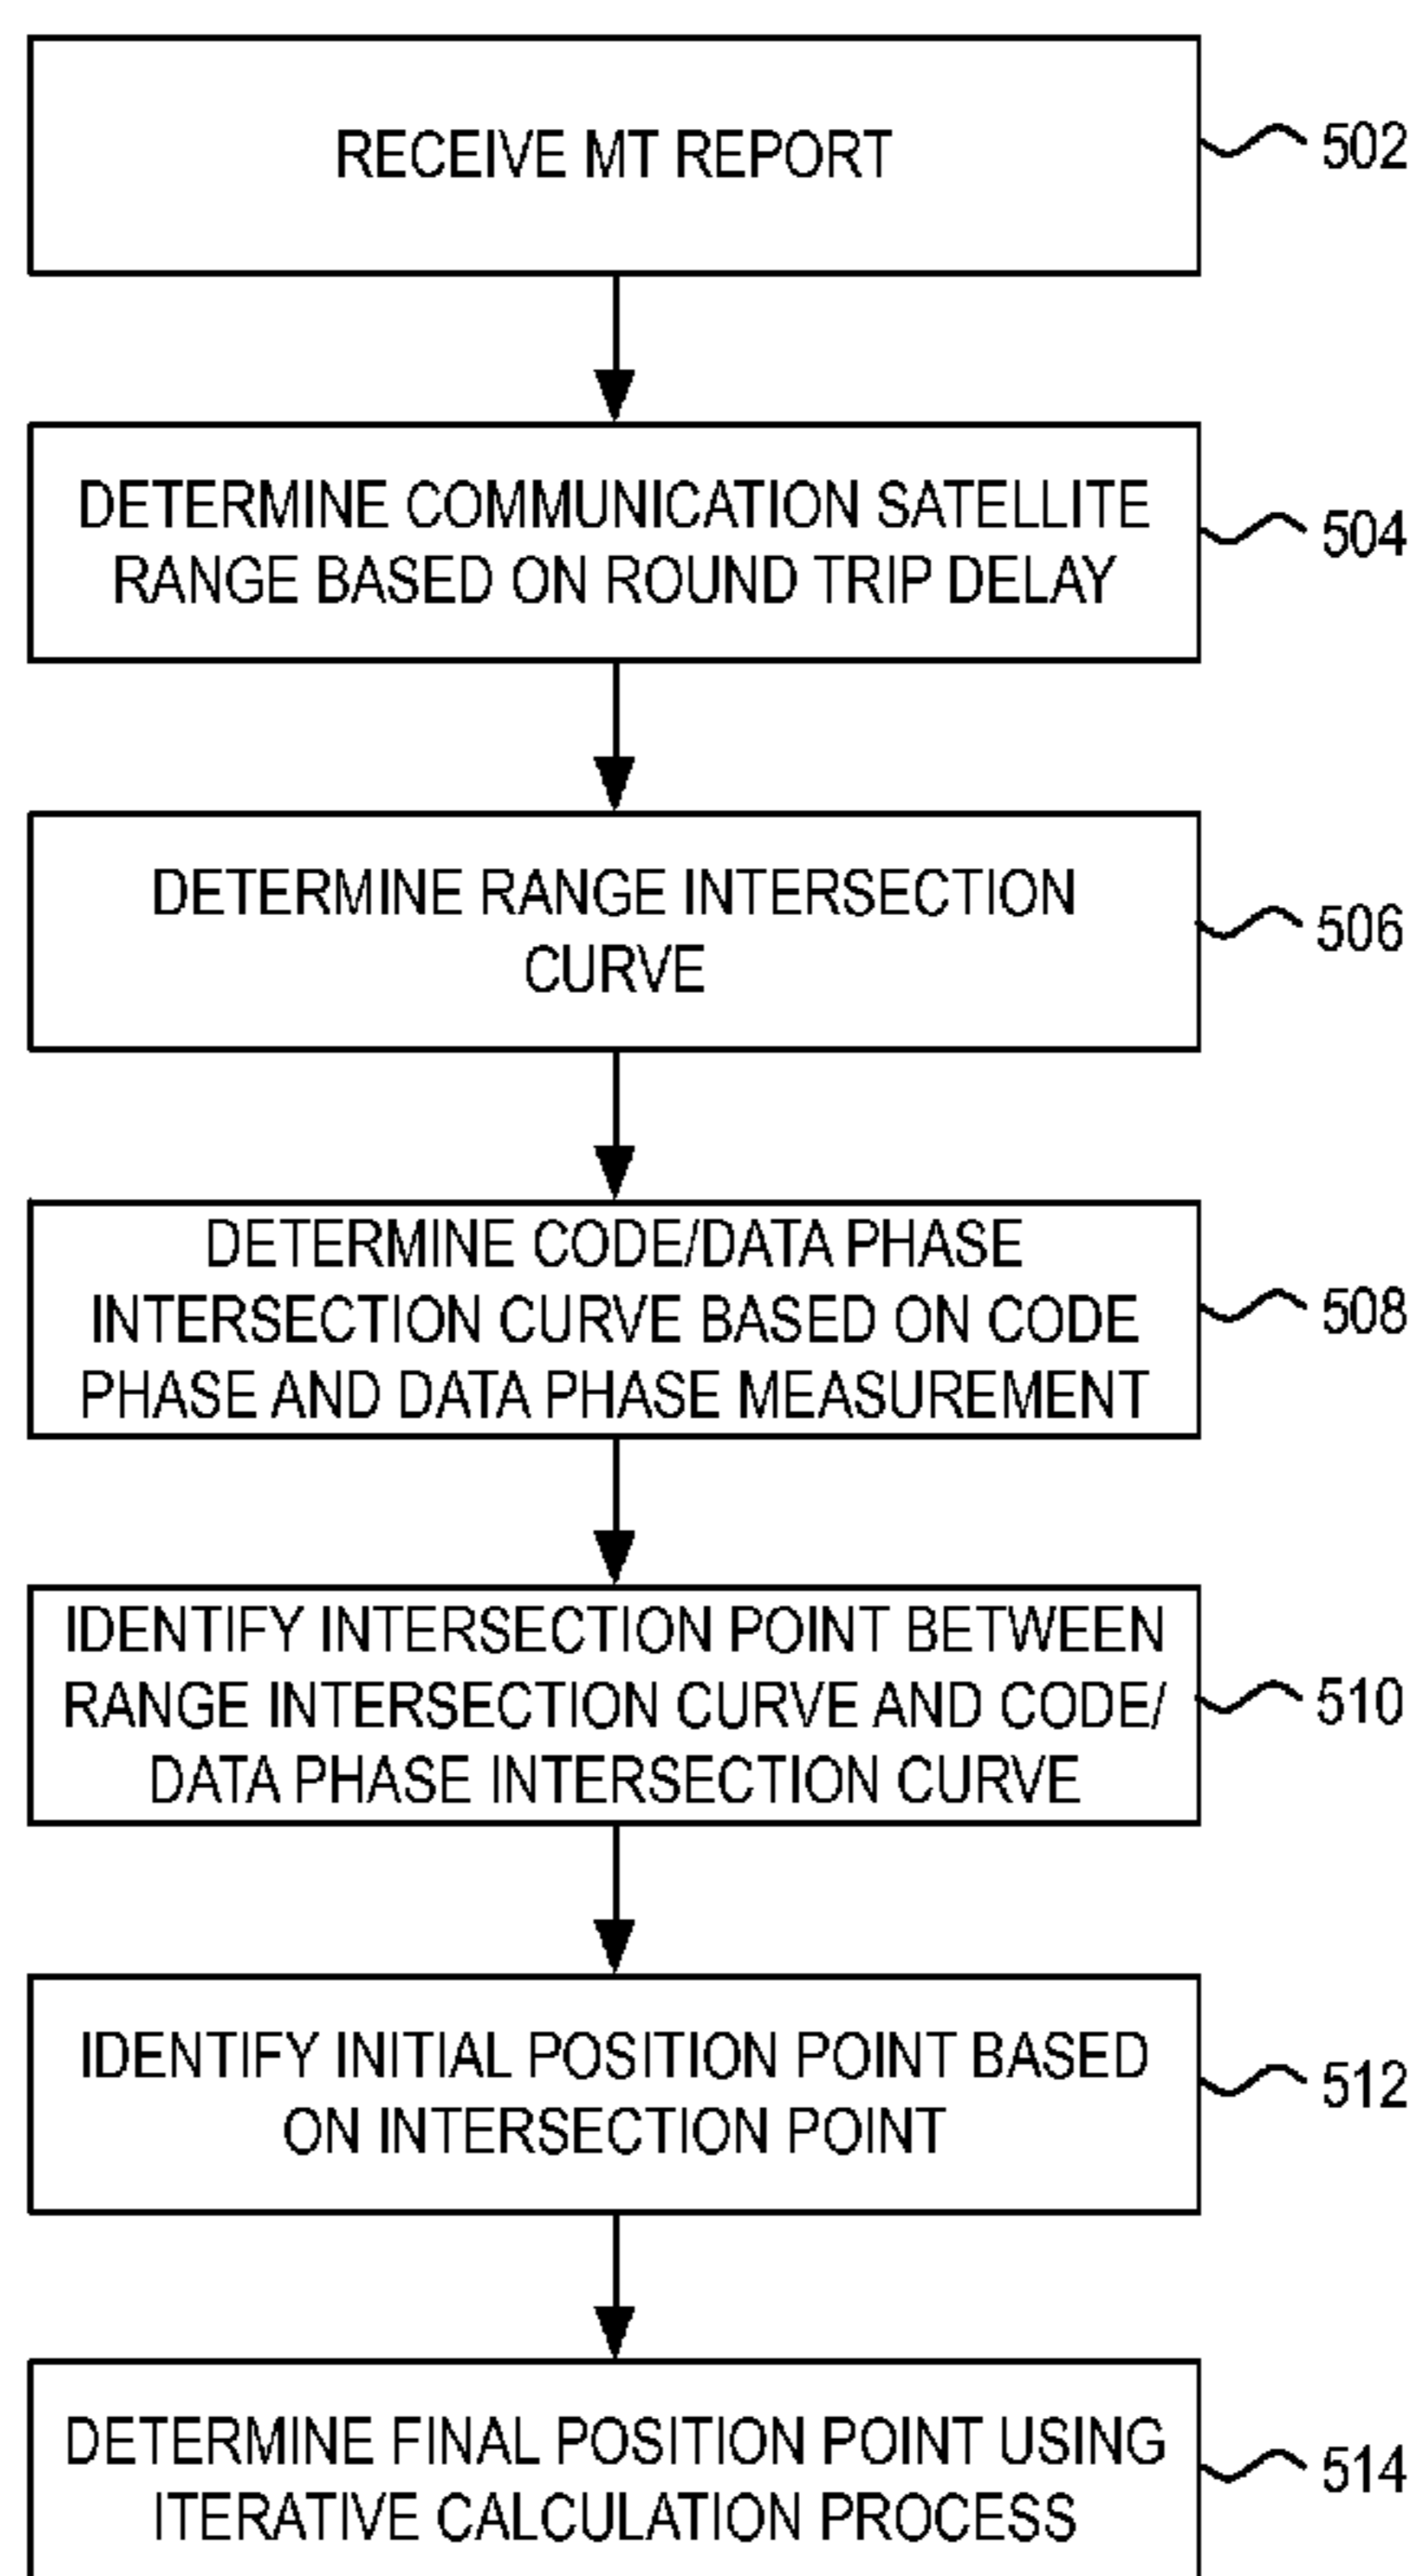 RECEIVE MT REPORT
502
DETERMINE COMMUNICATION SATELLITE
RANGE BASED ON ROUND TRIP DELAY
504
DETERMINE RANGE INTERSECTION
CURVE
506
DETERMINE CODE/DATA PHASE
INTERSECTION CURVE BASED ON CODE
PHASE AND DATA PHASE MEASUREMENT
508
IDENTIFY INTERSECTION POINT BETWEEN
RANGE INTERSECTION CURVE AND CODE/
DATA PHASE INTERSECTION CURVE
510
IDENTIFY INITIAL POSITION POINT BASED
ON INTERSECTION POINT
512
DETERMINE FINAL POSITION POINT USING
ITERATIVE CALCULATION PROCESS
514